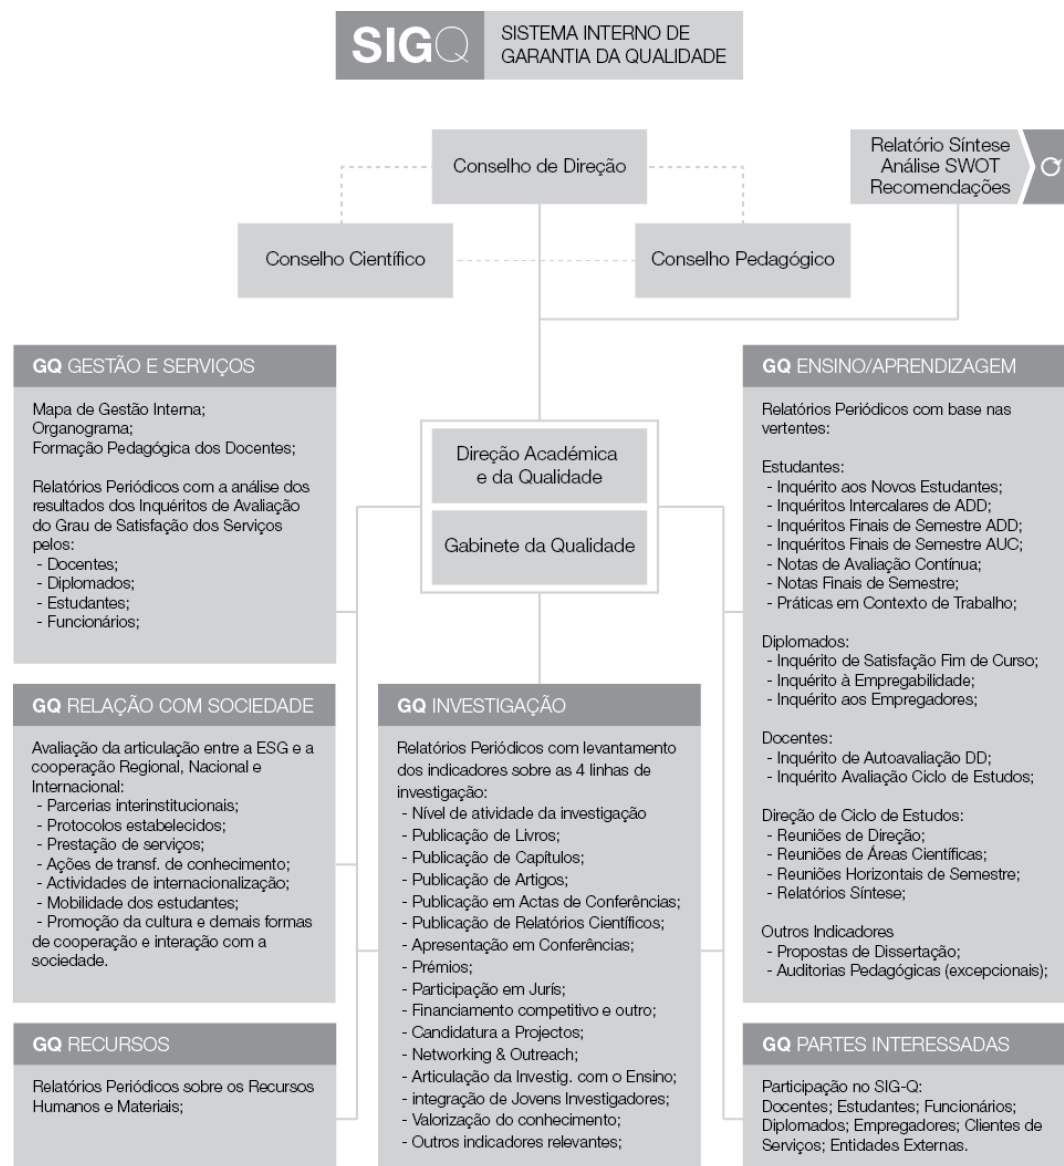 SIGQ
SISTEMA INTERNO DE
GARANTIA DA QUALIDADE
Conselho de Direção
Relatório Síntese
Análise SWOT
Recomendações
Conselho Científico
Conselho Pedagógico
GQ GESTÃO E SERVIÇOS
Mapa de Gestão Interna;
Organograma;
Formação Pedagógica dos Docentes;
Relatórios Periódicos com a análise dos
resultados dos Inquéritos de Avaliação
do Grau de Satisfação dos Serviços
pelos:
- Docentes;
- Diplomados;
- Estudantes;
- Funcionários;
Direção Académica
e da Qualidade
Gabinete da Qualidade
GQ ENSINO/APRENDIZAGEM
Relatórios Periódicos com base nas
vertentes:
Estudantes:
- Inquérito aos Novos Estudantes;
- Inquéritos Intercalares de ADD;
- Inquéritos Finais de Semestre ADD;
- Inquéritos Finais de Semestre AUC;
- Notas de Avaliação Contínua;
- Notas Finais de Semestre;
- Práticas em Contexto de Trabalho;
Diplomados:
- Inquérito de Satisfação Fim de Curso;
- Inquérito à Empregabilidade;
- Inquérito aos Empregadores;
Docentes:
- Inquérito de Autoavaliação DD;
- Inquérito Avaliação Ciclo de Estudos;
Direção de Ciclo de Estudos:
- Reuniões de Direção;
- Reuniões de Áreas Científicas;
- Reuniões Horizontais de Semestre;
- Relatórios Síntese;
Outros Indicadores
- Propostas de Dissertação;
- Auditorias Pedagógicas (excepcionais);
GQ RELAÇÃO COM SOCIEDADE
Avaliação da articulação entre a ESG e a
cooperação Regional, Nacional e
Internacional:
- Parcerias interinstitucionais;
- Protocolos estabelecidos;
- Prestação de serviços;
- Ações de transf. de conhecimento;
- Actividades de internacionalização;
- Mobilidade dos estudantes;
- Promoção da cultura e demais formas
de cooperação e interação com a
sociedade.
GQ INVESTIGAÇÃO
Relatórios Periódicos com levantamento
dos indicadores sobre as 4 linhas de
investigação:
- Nível de atividade da investigação
- Publicação de Livros;
- Publicação de Capítulos;
- Publicação de Artigos;
- Publicação em Actas de Conferências;
- Publicação de Relatórios Científicos;
- Apresentação em Conferências;
- Prémios;
- Participação em Jurís;
- Financiamento competitivo e outro;
- Candidatura a Projectos;
- Networking & Outreach;
- Articulação da Investig. com o Ensino;
- integração de Jovens Investigadores;
- Valorização do conhecimento;
- Outros indicadores relevantes;
GQ RECURSOS
Relatórios Periódicos sobre os Recursos
Humanos e Materiais;
GQ PARTES INTERESSADAS
Participação no SIG-Q:
Docentes; Estudantes; Funcionários;
Diplomados; Empregadores; Clientes de
Serviços; Entidades Externas.